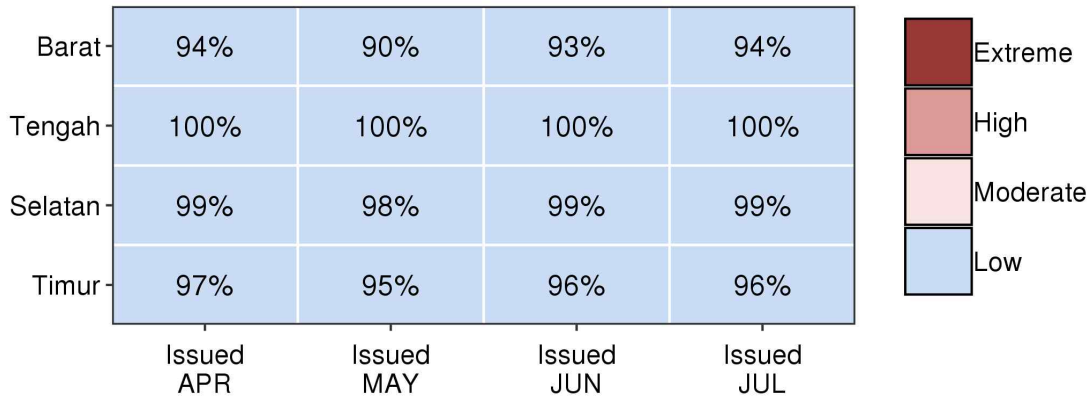 Barat 94% 90% 93% 94%
Tengah 100% 100% 100% 100%
Selatan 99% 98% 99% 99%
Timur 97% 95% 96% 96%
Issued Issued Issued Issued
APR MAY JUN JUL
Extreme
High
Moderate
Low